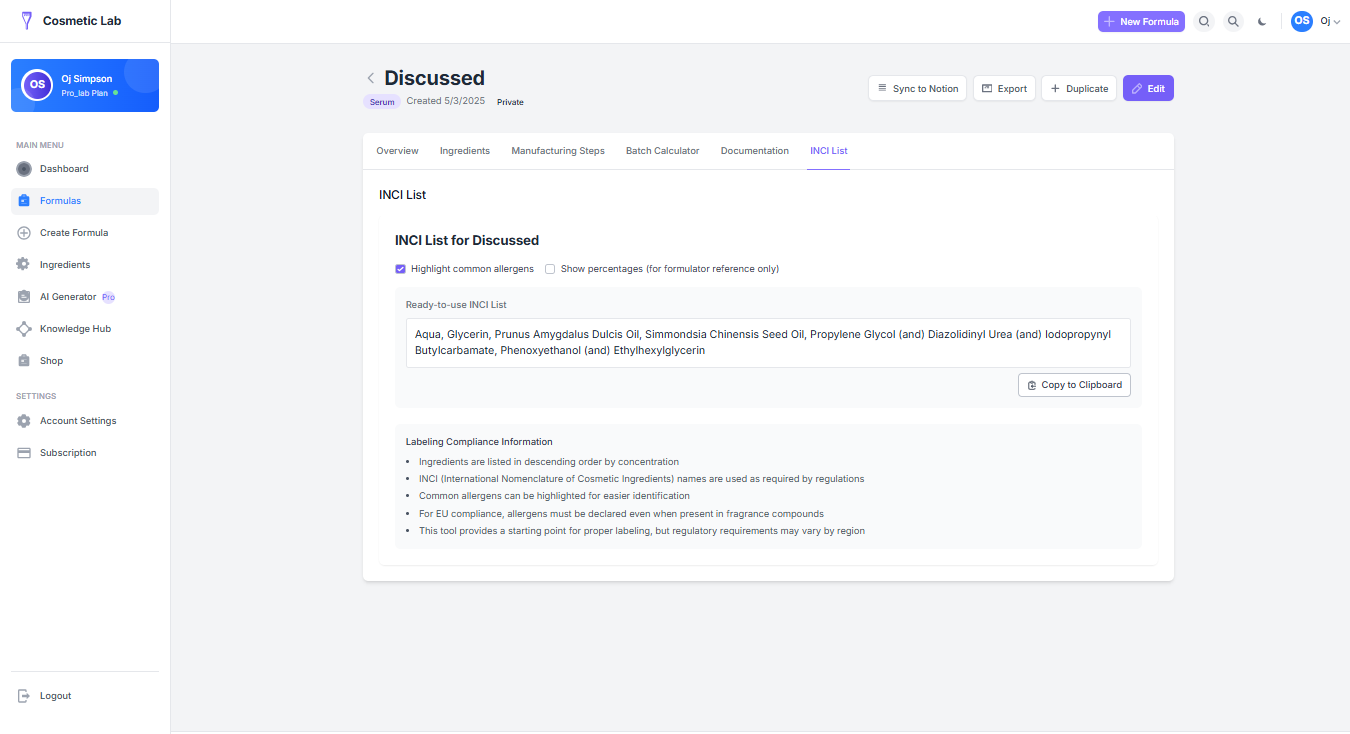 Cosmetic Lab
New Formula
OS
Oj
OS
Oj Simpson
Pro_lab Plan
MAIN MENU
Dashboard
Formulas
Create Formula
Ingredients
AI Generator Pro
Knowledge Hub
Shop
SETTINGS
Account Settings
Subscription
Logout
Discussed
Serum Created 5/3/2025 Private
Sync to Notion Export Duplicate Edit
Overview Ingredients Manufacturing Steps Batch Calculator Documentation INCI List
INCI List
INCI List for Discussed
Highlight common allergens Show percentages (for formulator reference only)
Ready-to-use INCI List
Aqua, Glycerin, Prunus Amygdalus Dulcis Oil, Simmondsia Chinensis Seed Oil, Propylene Glycol (and) Diazolidinyl Urea (and) Iodopropynyl
Butylcarbamate, Phenoxyethanol (and) Ethylhexylglycerin
Copy to Clipboard
Labeling Compliance Information
• Ingredients are listed in descending order by concentration
• INCI (International Nomenclature of Cosmetic Ingredients) names are used as required by regulations
• Common allergens can be highlighted for easier identification
• For EU compliance, allergens must be declared even when present in fragrance compounds
• This tool provides a starting point for proper labeling, but regulatory requirements may vary by region